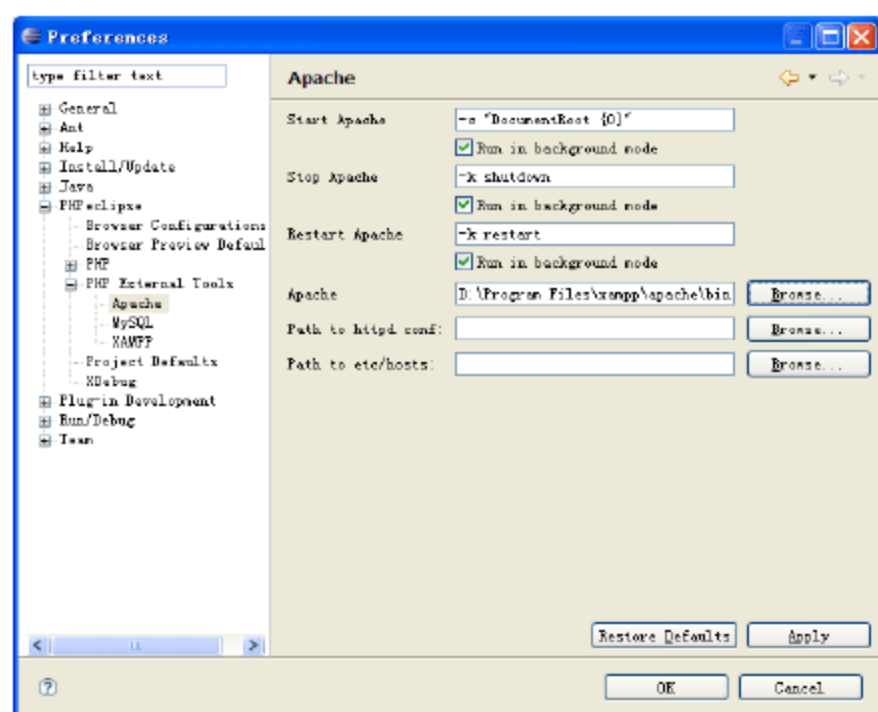 Preferences
type filter text
General
Ant
Help
Install/Update
Java
PHPeclipse
Browser Configurations
Browser Preview Defaul
PHP
PHP External Tools
Apache
MySQL
XAMPP
Project Defaults
XDebug
Plug-in Development
Run/Debug
Team
Apache
Start Apache
-c "DocumentRoot {0}"
Run in background mode
Stop Apache
-k shutdown
Run in background mode
Restart Apache
-k restart
Run in background mode
Apache
D:\Program Files\xampp\apache\bin
Browse...
Path to httpd.conf:
Browse...
Path to etc/hosts:
Browse...
Restore Defaults
Apply
OK
Cancel